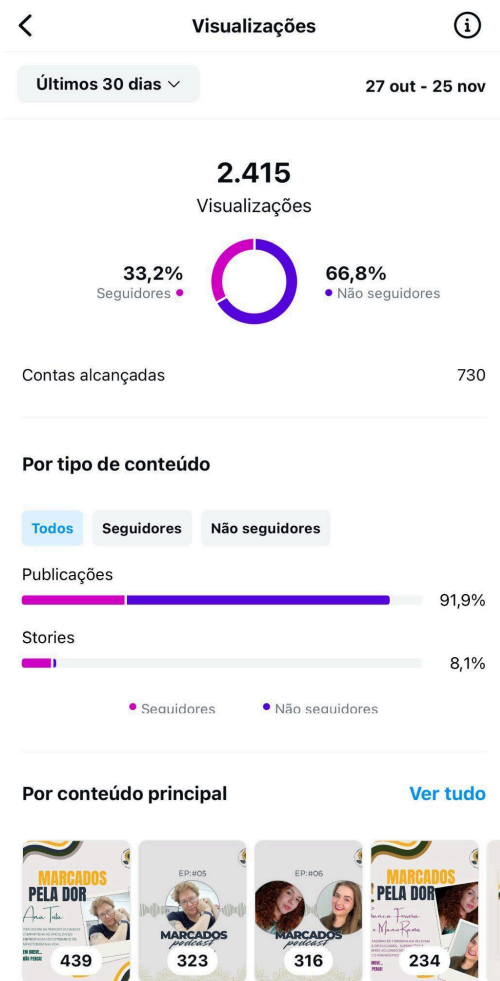 Visualizações
Últimos 30 dias
27 out - 25 nov
2.415
Visualizações
33,2%
Seguidores
66,8%
Não seguidores
Contas alcançadas 730
Por tipo de conteúdo
Todos Seguidores Não seguidores
Publicações
91,9%
Stories
8,1%
Seguidores Não seguidores
Por conteúdo principal Ver tudo
MARCADOS
PELA DOR
Ana Tola
439
EP:#05
MARCADOS
podcast
323
EP:#06
MARCADOS
podcast
316
MARCADOS
PELA DOR
234